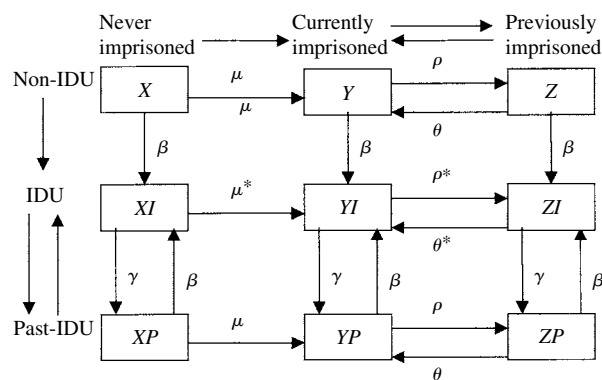 Never imprisoned
Currently imprisoned
Previously imprisoned
Non-IDU
X
μ
μ
Y
ρ
θ
Z
β
β
β
IDU
XI
μ*
YI
ρ*
θ*
ZI
γ
β
γ
β
γ
β
Past-IDU
XP
μ
YP
ρ
θ
ZP